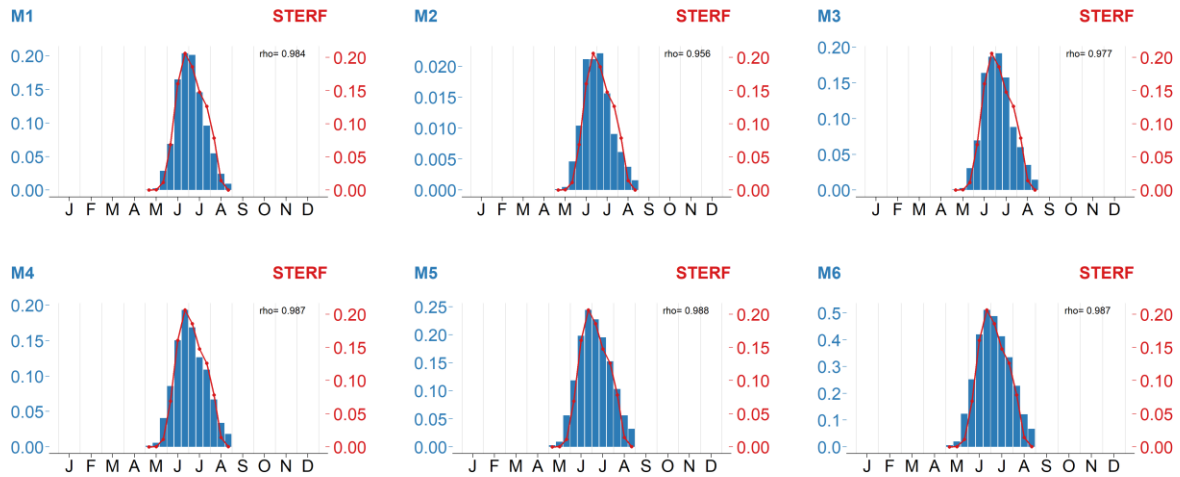 M1 STERF
rho= 0.984
0.20 0.15 0.10 0.05 0.00
0.20 0.15 0.10 0.05 0.00
J F M A M J J A S O N D
M2 STERF
rho= 0.956
0.020 0.015 0.010 0.005 0.000
0.20 0.15 0.10 0.05 0.00
J F M A M J J A S O N D
M3 STERF
rho= 0.977
0.20 0.15 0.10 0.05 0.00
0.20 0.15 0.10 0.05 0.00
J F M A M J J A S O N D
M4 STERF
rho= 0.987
0.20 0.15 0.10 0.05 0.00
0.20 0.15 0.10 0.05 0.00
J F M A M J J A S O N D
M5 STERF
rho= 0.988
0.25 0.20 0.15 0.10 0.05 0.00
0.20 0.15 0.10 0.05 0.00
J F M A M J J A S O N D
M6 STERF
rho= 0.987
0.5 0.4 0.3 0.2 0.1 0.0
0.20 0.15 0.10 0.05 0.00
J F M A M J J A S O N D